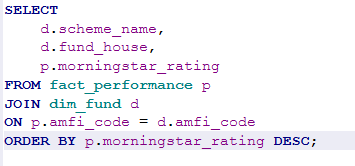 SELECT
    d.scheme_name,
    d.fund_house,
    p.morningstar_rating
FROM fact_performance p
JOIN dim_fund d
ON p.amfi_code = d.amfi_code
ORDER BY p.morningstar_rating DESC;